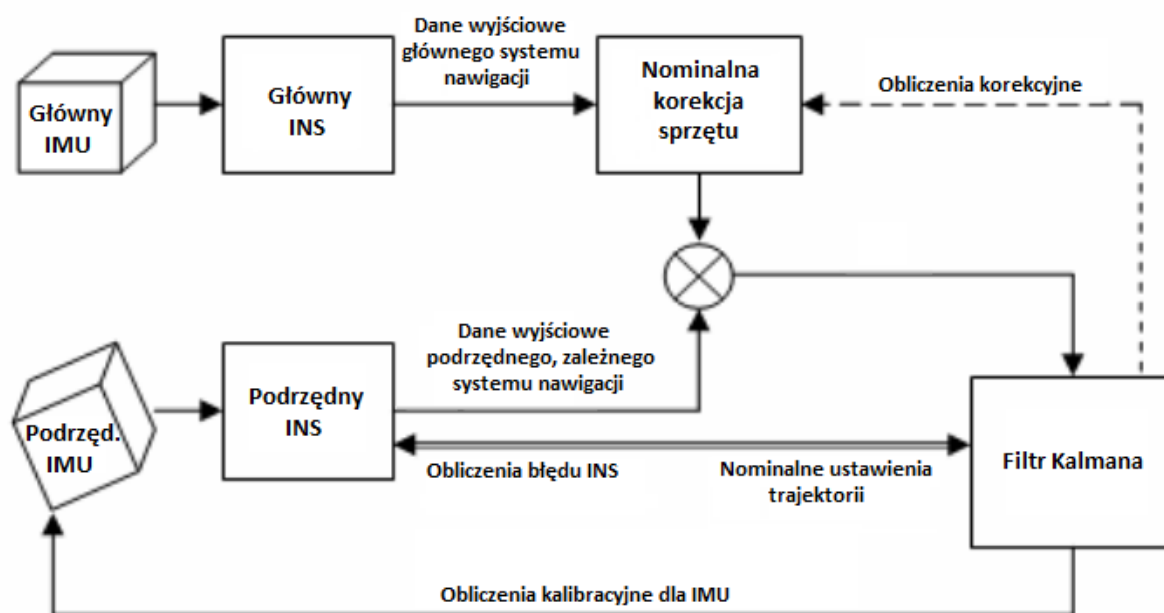 Główny
IMU
Główny
INS
Dane wyjściowe
głównego systemu
nawigacji
Nominalna
korekcja
sprzętu
Obliczenia korekcyjne
Podrzęd.
IMU
Podrzędny
INS
Dane wyjściowe
podrzędnego, zależnego
systemu nawigacji
Obliczenia błędu INS
Nominalne ustawienia
trajektorii
Filtr Kalmana
Obliczenia kalibracyjne dla IMU